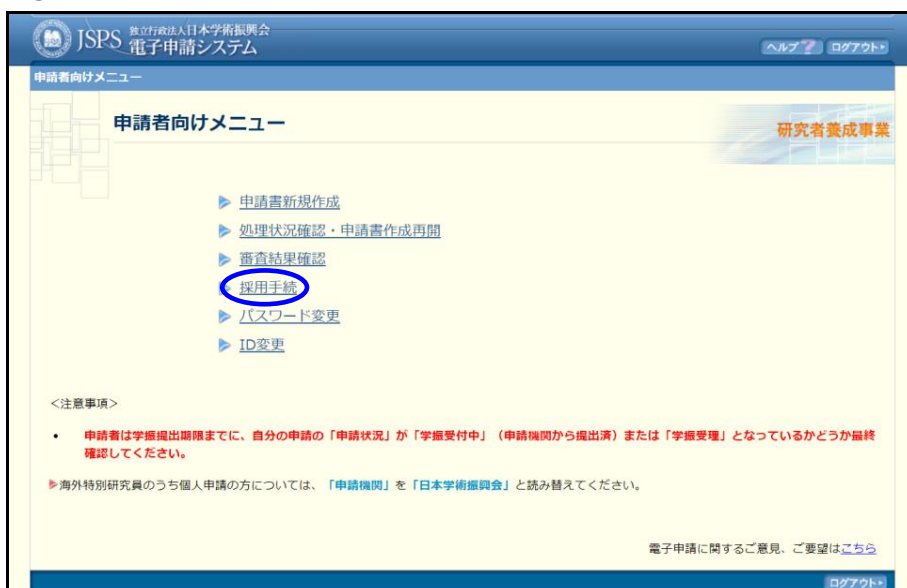 JSPS 独立行政法人日本学術振興会
電子申請システム
ヘルプ ? ログアウト
申請者向けメニュー
申請者向けメニュー
研究者養成事業
申請書新規作成
処理状況確認・申請書作成再開
審査結果確認
採用手続
パスワード変更
ID変更
<注意事項>
• 申請者は学振提出期限までに、自分の申請の「申請状況」が「学振受付中」（申請機関から提出済）または「学振受理」となっているかどうか最終
確認してください。
海外特別研究員のうち個人申請の方については、「申請機関」を「日本学術振興会」と読み替えてください。
電子申請に関するご意見、ご要望はこちら
ログアウト